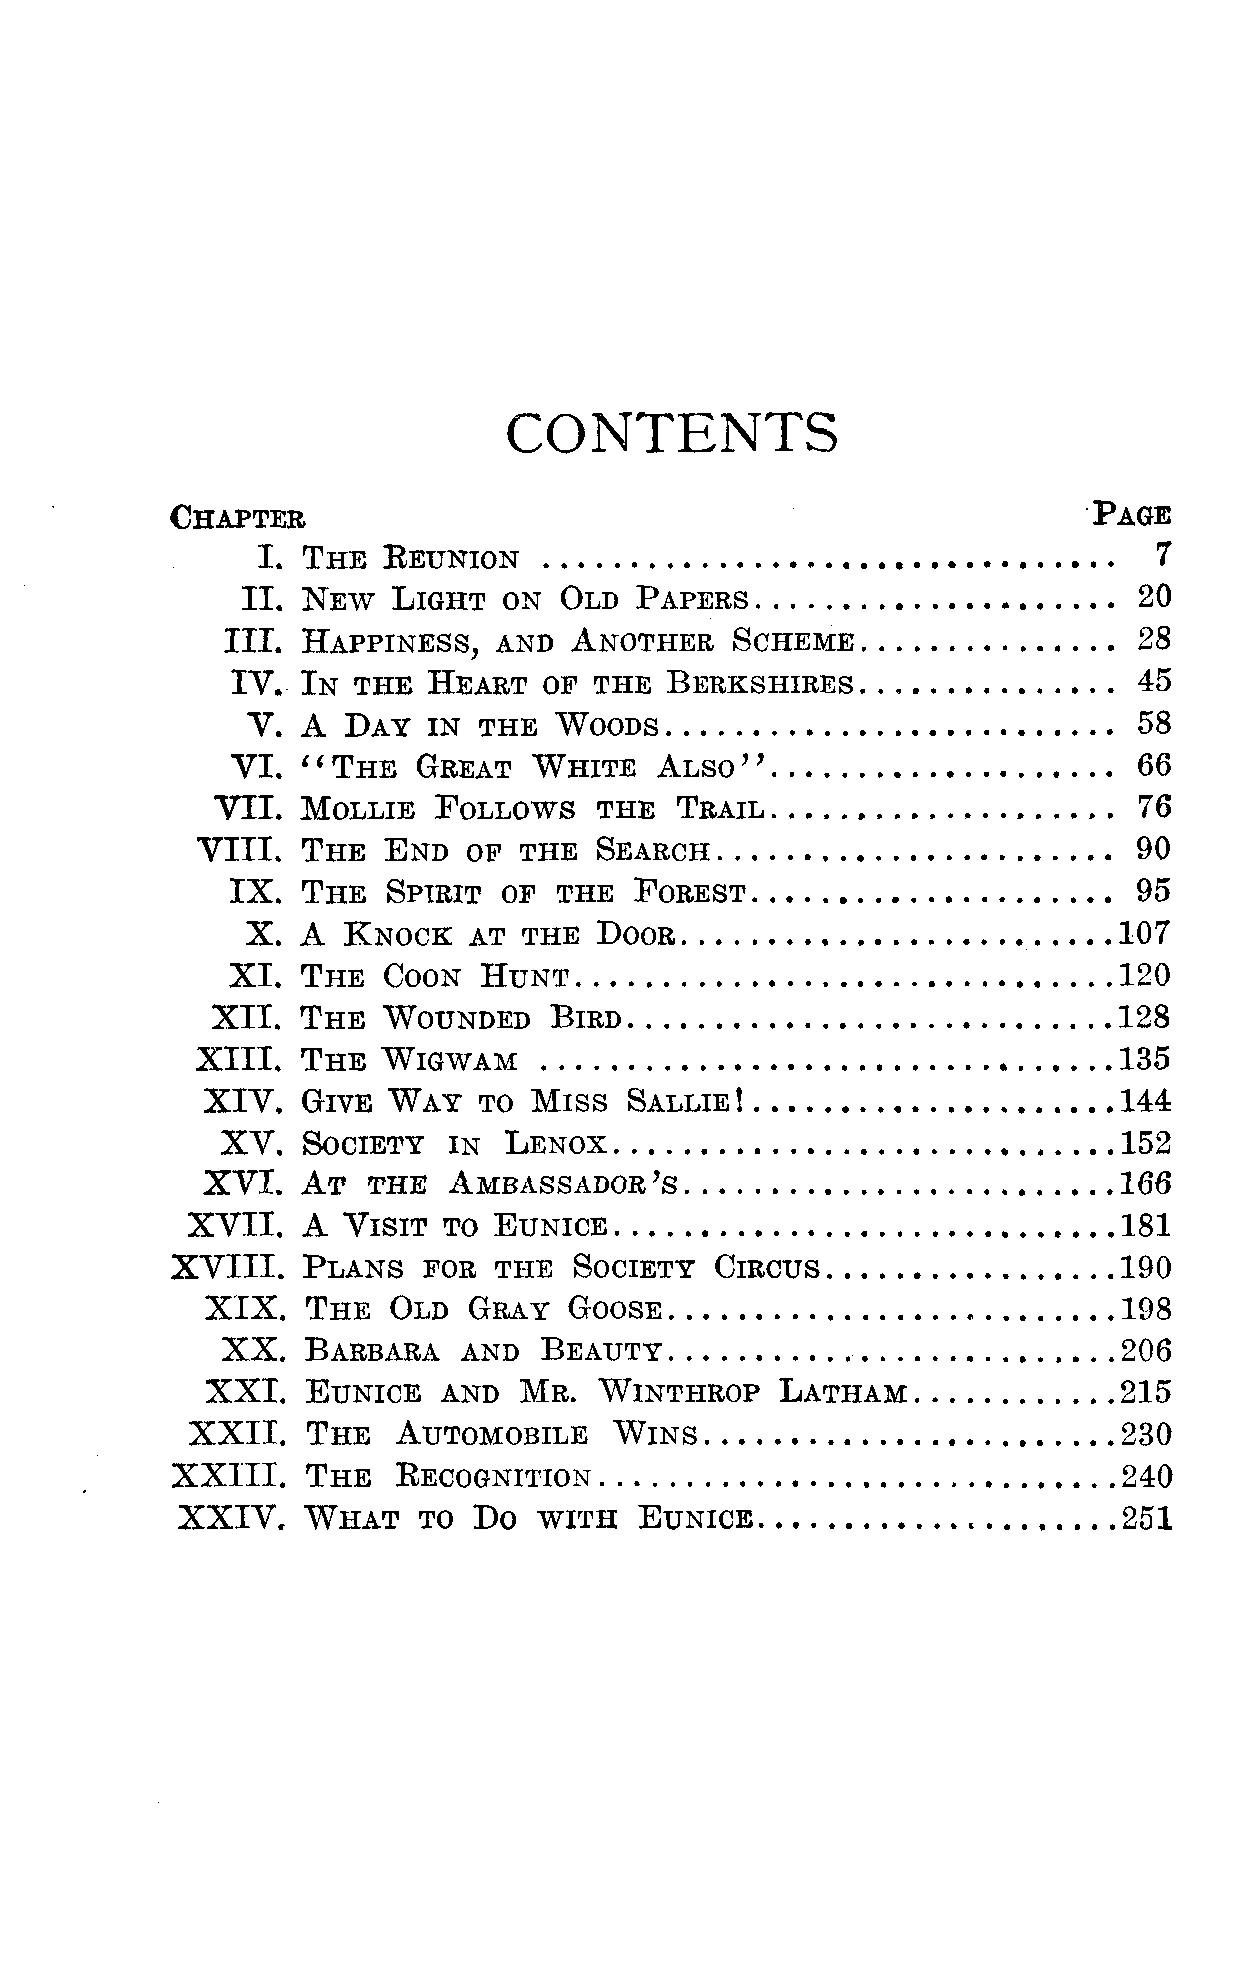 CONTENTS
CHAPTER PAGE
I. THE REUNION ................................. 7
II. NEW LIGHT ON OLD PAPERS..................... 20
III. HAPPINESS, AND ANOTHER SCHEME............... 28
IV. IN THE HEART OF THE BERKSHIRES............... 45
V. A DAY IN THE WOODS.......................... 58
VI. “THE GREAT WHITE ALSO”.................... 66
VII. MOLLIE FOLLOWS THE TRAIL.................... 76
VIII. THE END OF THE SEARCH....................... 90
IX. THE SPIRIT OF THE FOREST..................... 95
X. A KNOCK AT THE DOOR.........................107
XI. THE COON HUNT...............................120
XII. THE WOUNDED BIRD............................128
XIII. THE WIGWAM .................................135
XIV. GIVE WAY TO MISS SALLIE!.....................144
XV. SOCIETY IN LENOX.............................152
XVI. AT THE AMBASSADOR'S.........................166
XVII. A VISIT TO EUNICE.............................181
XVIII. PLANS FOR THE SOCIETY CIRCUS.................190
XIX. THE OLD GRAY GOOSE..........................198
XX. BARBARA AND BEAUTY..........................206
XXI. EUNICE AND MR. WINTHROP LATHAM............215
XXII. THE AUTOMOBILE WINS........................230
XXIII. THE RECOGNITION..............................240
XXIV. WHAT TO DO WITH EUNICE.....................251